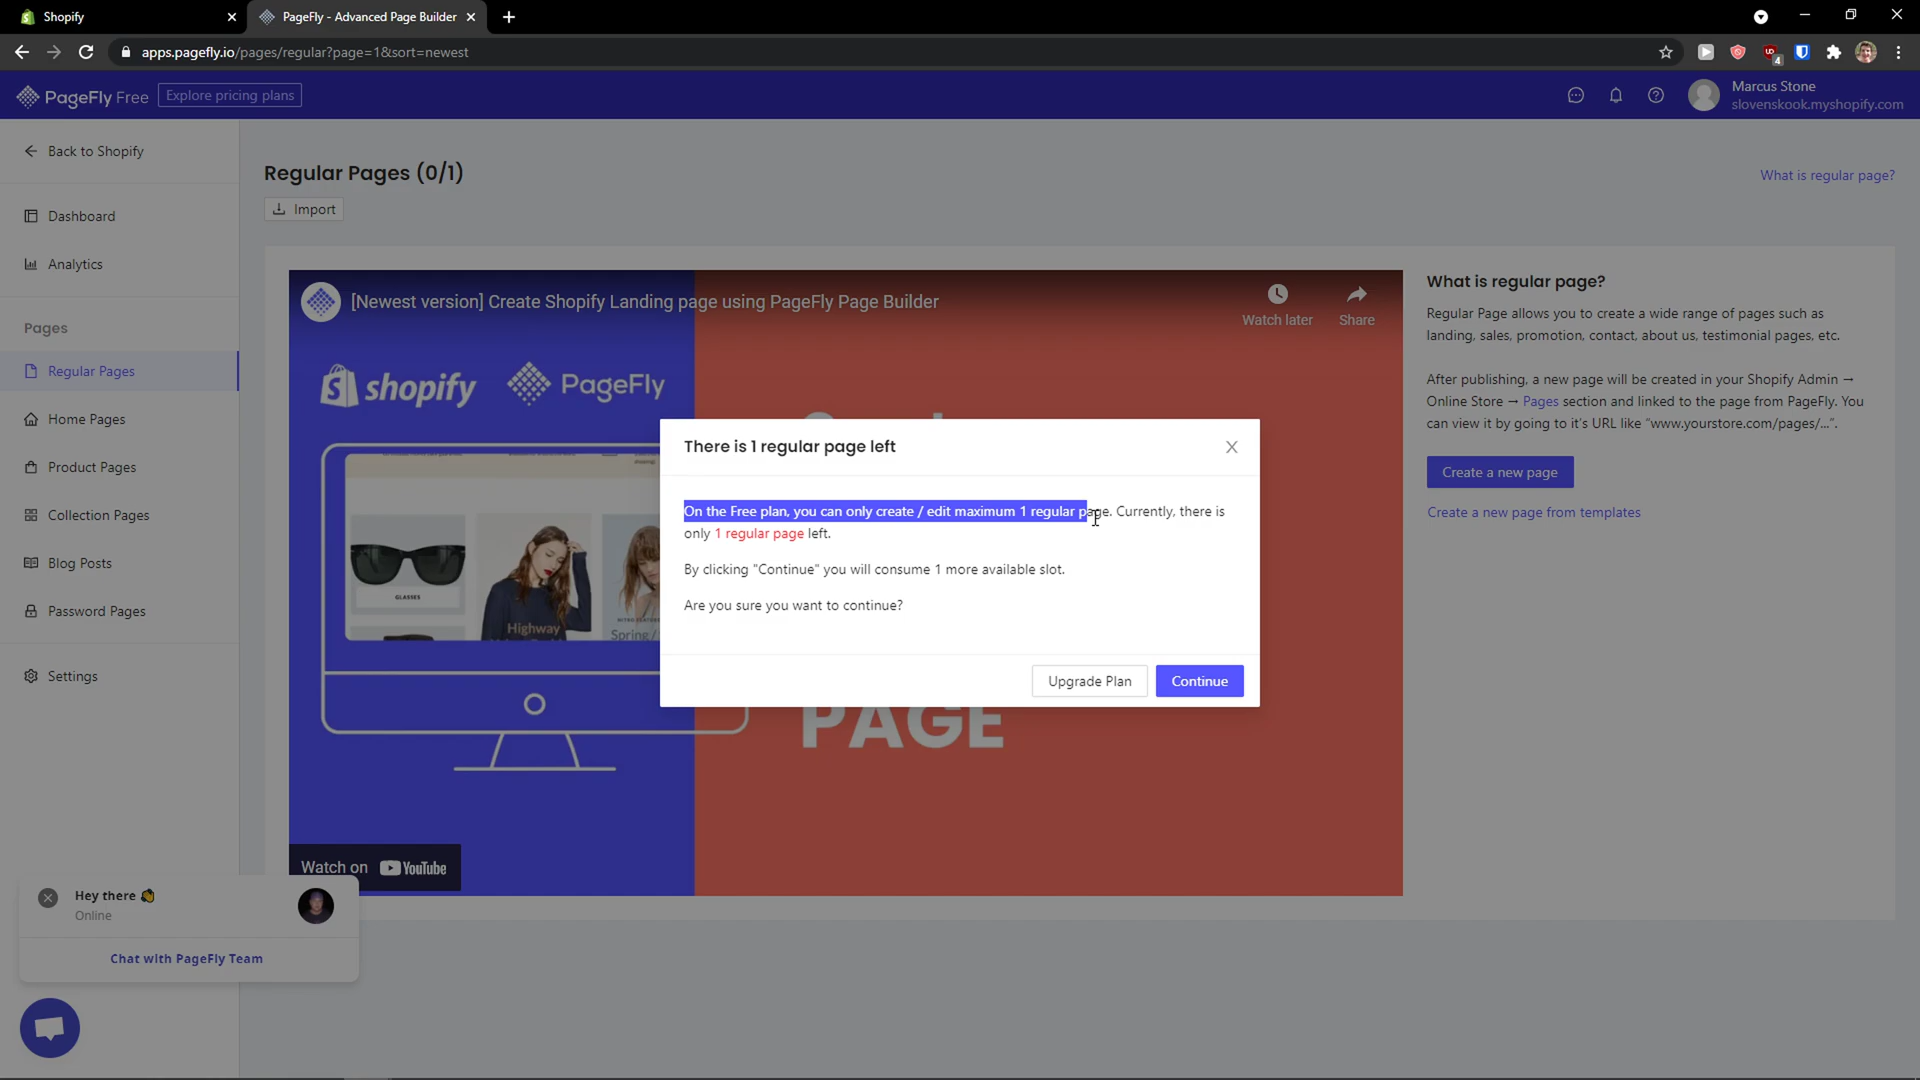 Shopify
PageFly - Advanced Page Builder
apps.pagefly.io/pages/regular?page=1&sort=newest
4
PageFly Free
Explore pricing plans
Marcus Stone
slovenskook.myshopify.com
Back to Shopify
Dashboard
Analytics
Pages
Regular Pages
Home Pages
Product Pages
Collection Pages
Blog Posts
Password Pages
Settings
Regular Pages (0/1)
What is regular page?
Import
[Newest version] Create Shopify Landing page using PageFly Page Builder
Watch later
Share
shopify
PageFly
GLASSES
Highway
Spring /
PAGE
Watch on YouTube
What is regular page?
Regular Page allows you to create a wide range of pages such as
landing, sales, promotion, contact, about us, testimonial pages, etc.
After publishing, a new page will be created in your Shopify Admin →
Online Store → Pages section and linked to the page from PageFly. You
can view it by going to it's URL like "www.yourstore.com/pages/...".
Create a new page
Create a new page from templates
There is 1 regular page left
On the Free plan, you can only create / edit maximum 1 regular page. Currently, there is
only 1 regular page left.
By clicking "Continue" you will consume 1 more available slot.
Are you sure you want to continue?
Upgrade Plan
Continue
Hey there 👋
Online
Chat with PageFly Team